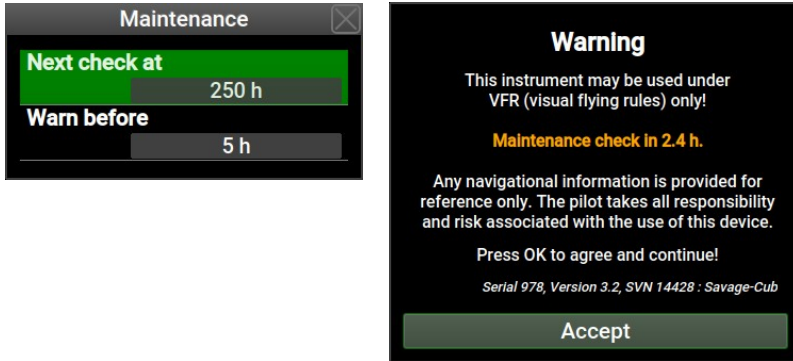 Maintenance
Next check at
250 h
Warn before
5 h
Warning
This instrument may be used under
VFR (visual flying rules) only!
Maintenance check in 2.4 h.
Any navigational information is provided for
reference only. The pilot takes all responsibility
and risk associated with the use of this device.
Press OK to agree and continue!
Serial 978, Version 3.2, SVN 14428 : Savage-Cub
Accept